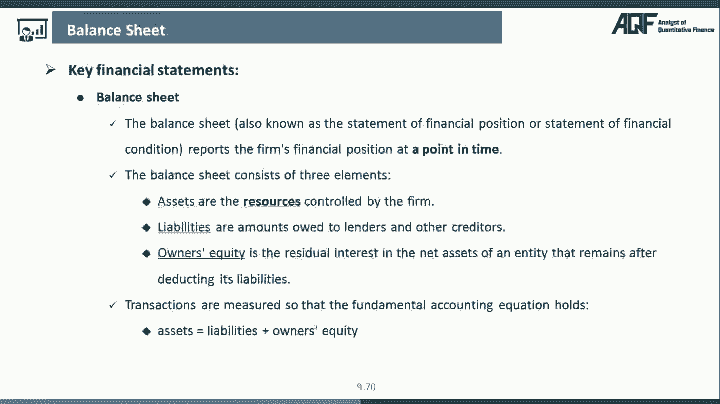 Balance Sheet
AQF Analyst of
Quantitative Finance
➢ Key financial statements:
● Balance sheet
✓ The balance sheet (also known as the statement of financial position or statement of financial
condition) reports the firm's financial position at a point in time.
✓ The balance sheet consists of three elements:
◆ Assets are the resources controlled by the firm.
◆ Liabilities are amounts owed to lenders and other creditors.
◆ Owners' equity is the residual interest in the net assets of an entity that remains after
deducting its liabilities.
✓ Transactions are measured so that the fundamental accounting equation holds:
◆ assets = liabilities + owners' equity
9.70